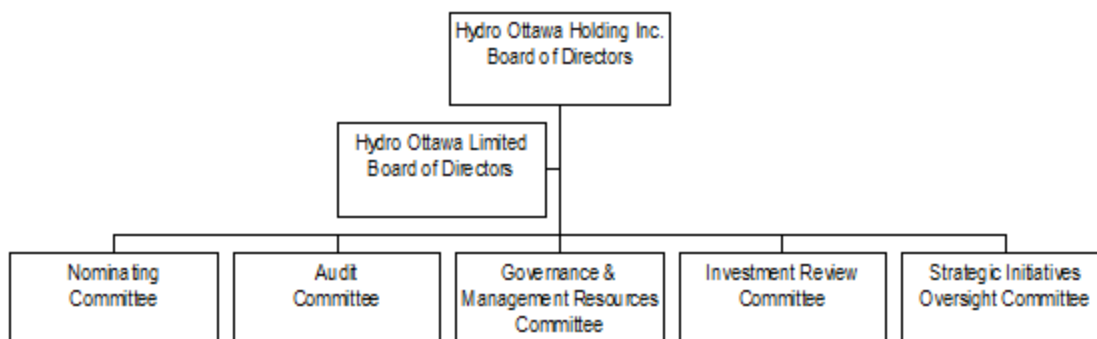 Hydro Ottawa Holding Inc.
Board of Directors
Hydro Ottawa Limited
Board of Directors
Nominating
Committee
Audit
Committee
Governance &
Management Resources
Committee
Investment Review
Committee
Strategic Initiatives
Oversight Committee